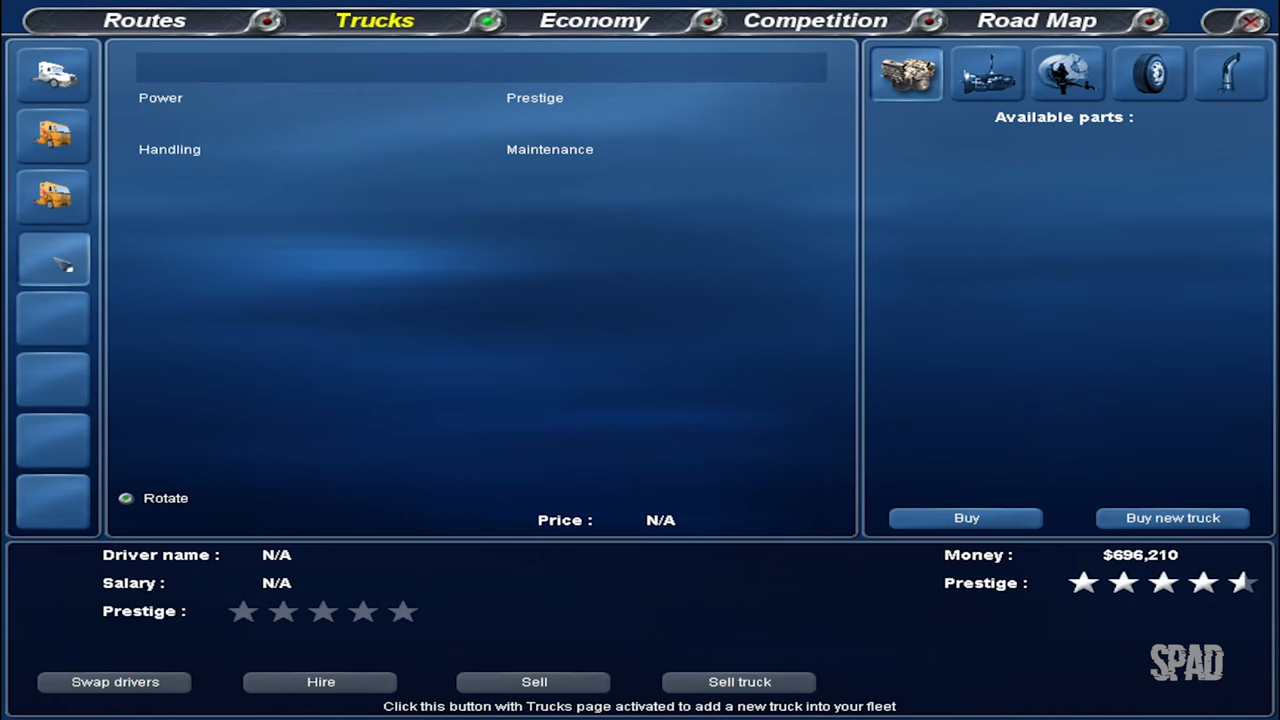 Routes Trucks Economy Competition Road Map
Power Prestige
Handling Maintenance
Available parts :
Rotate
Price : N/A
Buy Buy new truck
Driver name : N/A
Salary : N/A
Prestige :
Money : $696,210
Prestige :
SPAD
Swap drivers Hire Sell Sell truck
Click this button with Trucks page activated to add a new truck into your fleet